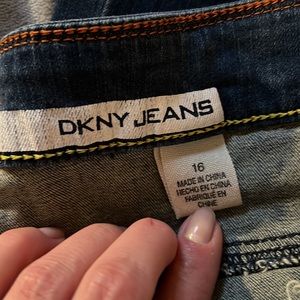 DKNY JEANS
16
MADE IN CHINA
HECHO EN CHINA
FABRIQUÉ EN
CHINE